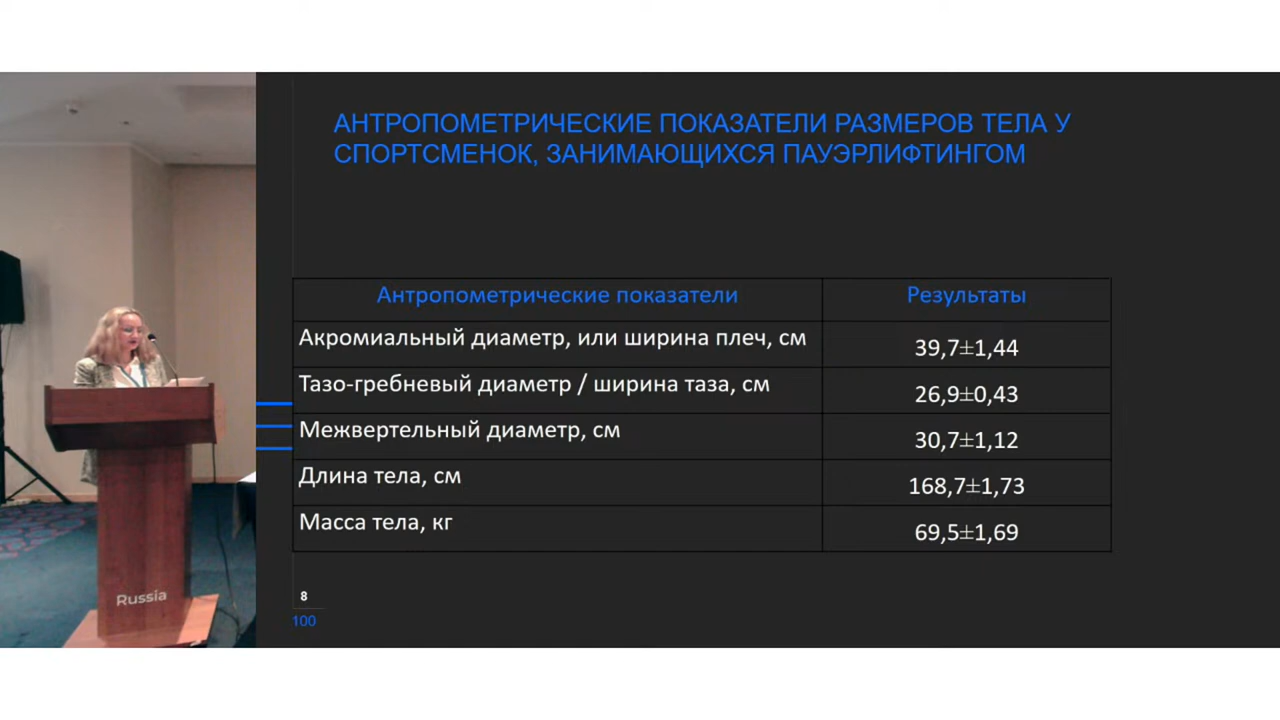 АНТРОПОМЕТРИЧЕСКИЕ ПОКАЗАТЕЛИ РАЗМЕРОВ ТЕЛА У
СПОРТСМЕНОК, ЗАНИМАЮЩИХСЯ ПАУЭРЛИФТИНГОМ
Антропометрические показатели Результаты
Акромиальный диаметр, или ширина плеч, см 39,7±1,44
Тазо-гребневый диаметр / ширина таза, см 26,9±0,43
Межвертельный диаметр, см 30,7±1,12
Длина тела, см 168,7±1,73
Масса тела, кг 69,5±1,69
8
100
Russia